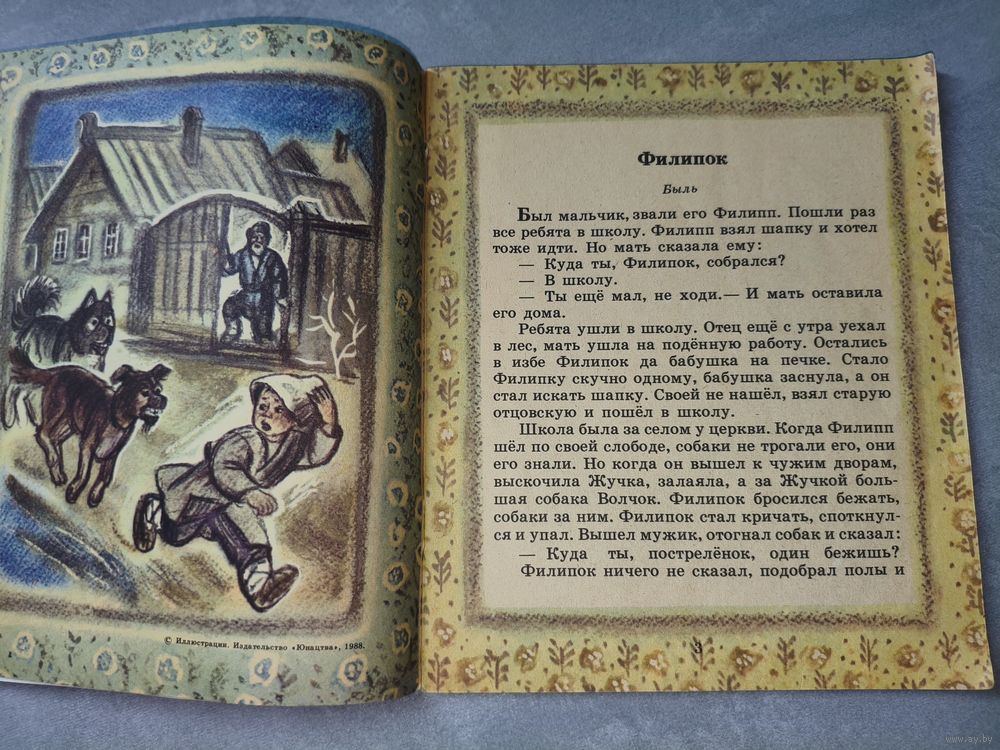 © Иллюстрации. Издательство «Юнацтва», 1988.
Филипок
Быль
Был мальчик, звали его Филипп. Пошли раз
все ребята в школу. Филипп взял шапку и хотел
тоже идти. Но мать сказала ему:
— Куда ты, Филипок, собрался?
— В школу.
— Ты ещё мал, не ходи.— И мать оставила
его дома.
Ребята ушли в школу. Отец ещё с утра уехал
в лес, мать ушла на подённую работу. Остались
в избе Филипок да бабушка на печке. Стало
Филипку скучно одному, бабушка заснула, а он
стал искать шапку. Своей не нашёл, взял старую
отцовскую и пошёл в школу.
Школа была за селом у церкви. Когда Филипп
шёл по своей слободе, собаки не трогали его, они
его знали. Но когда он вышел к чужим дворам,
выскочила Жучка, залаяла, а за Жучкой боль-
шая собака Волчок. Филипок бросился бежать,
собаки за ним. Филипок стал кричать, споткнул-
ся и упал. Вышел мужик, отогнал собак и сказал:
— Куда ты, пострелёнок, один бежишь?
Филипок ничего не сказал, подобрал полы и
3
www.ay.by